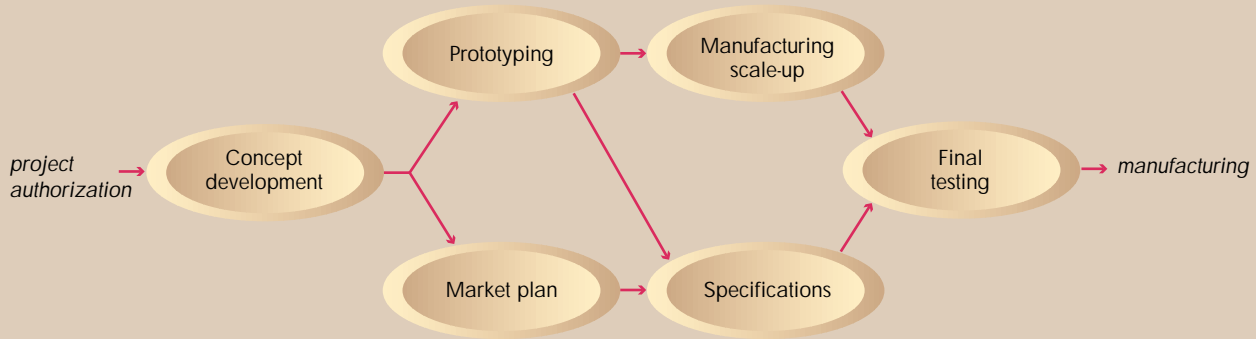 project
authorization
Concept
development
Prototyping
Market plan
Manufacturing
scale-up
Specifications
Final
testing
manufacturing